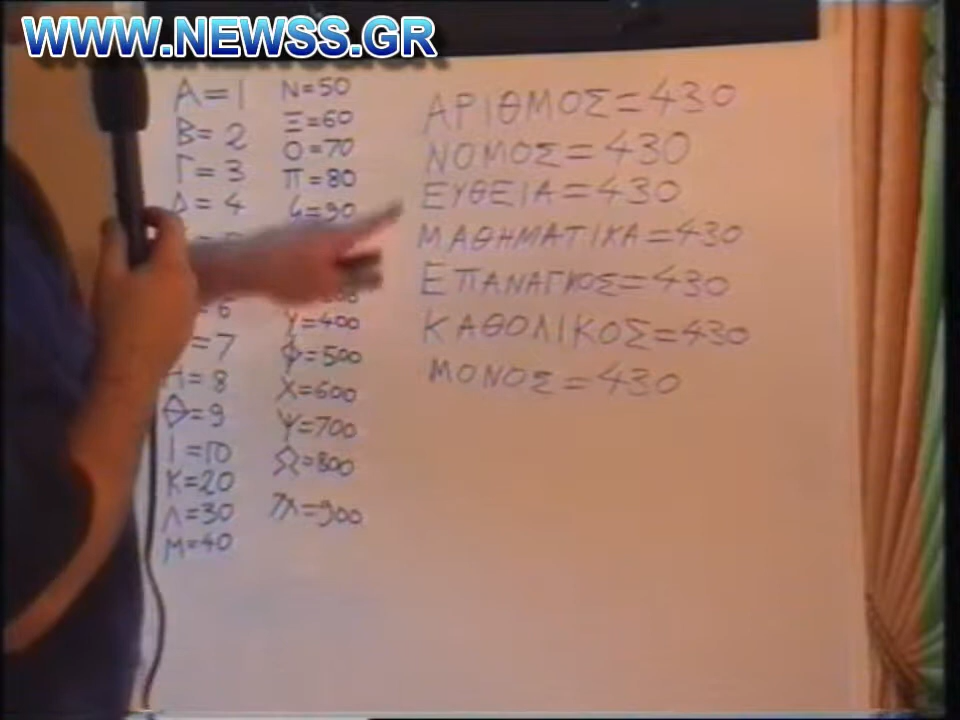 WWW.NEWSS.GR
Α=1
Β=2
Γ=3
Δ=4
6
=7
Η=8
Θ=9
Ι=10
Κ=20
Λ=30
Μ=40
Ν=50
Ξ=60
Ο=70
Π=80
=90
Υ=400
Φ=500
Χ=600
Ψ=700
Ω=800
=900
ΑΡΙΘΜΟΣ=430
ΝΟΜΟΣ=430
ΕΥΘΕΙΑ=430
ΜΑΘΗΜΑΤΙΚΑ=430
ΕΠΑΝΑΓΚΟΣ=430
ΚΑΘΟΛΙΚΟΣ=430
ΜΟΝΟΣ=430